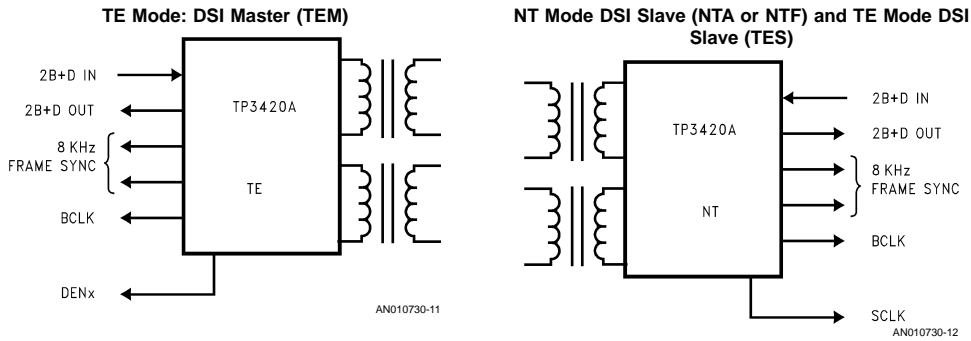 TE Mode: DSI Master (TEM)
2B+D IN
2B+D OUT
8 KHz
FRAME SYNC
BCLK
DENx
TP3420A
TE
AN010730-11
NT Mode DSI Slave (NTA or NTF) and TE Mode DSI
Slave (TES)
TP3420A
NT
2B+D IN
2B+D OUT
8 KHz
FRAME SYNC
BCLK
SCLK
AN010730-12